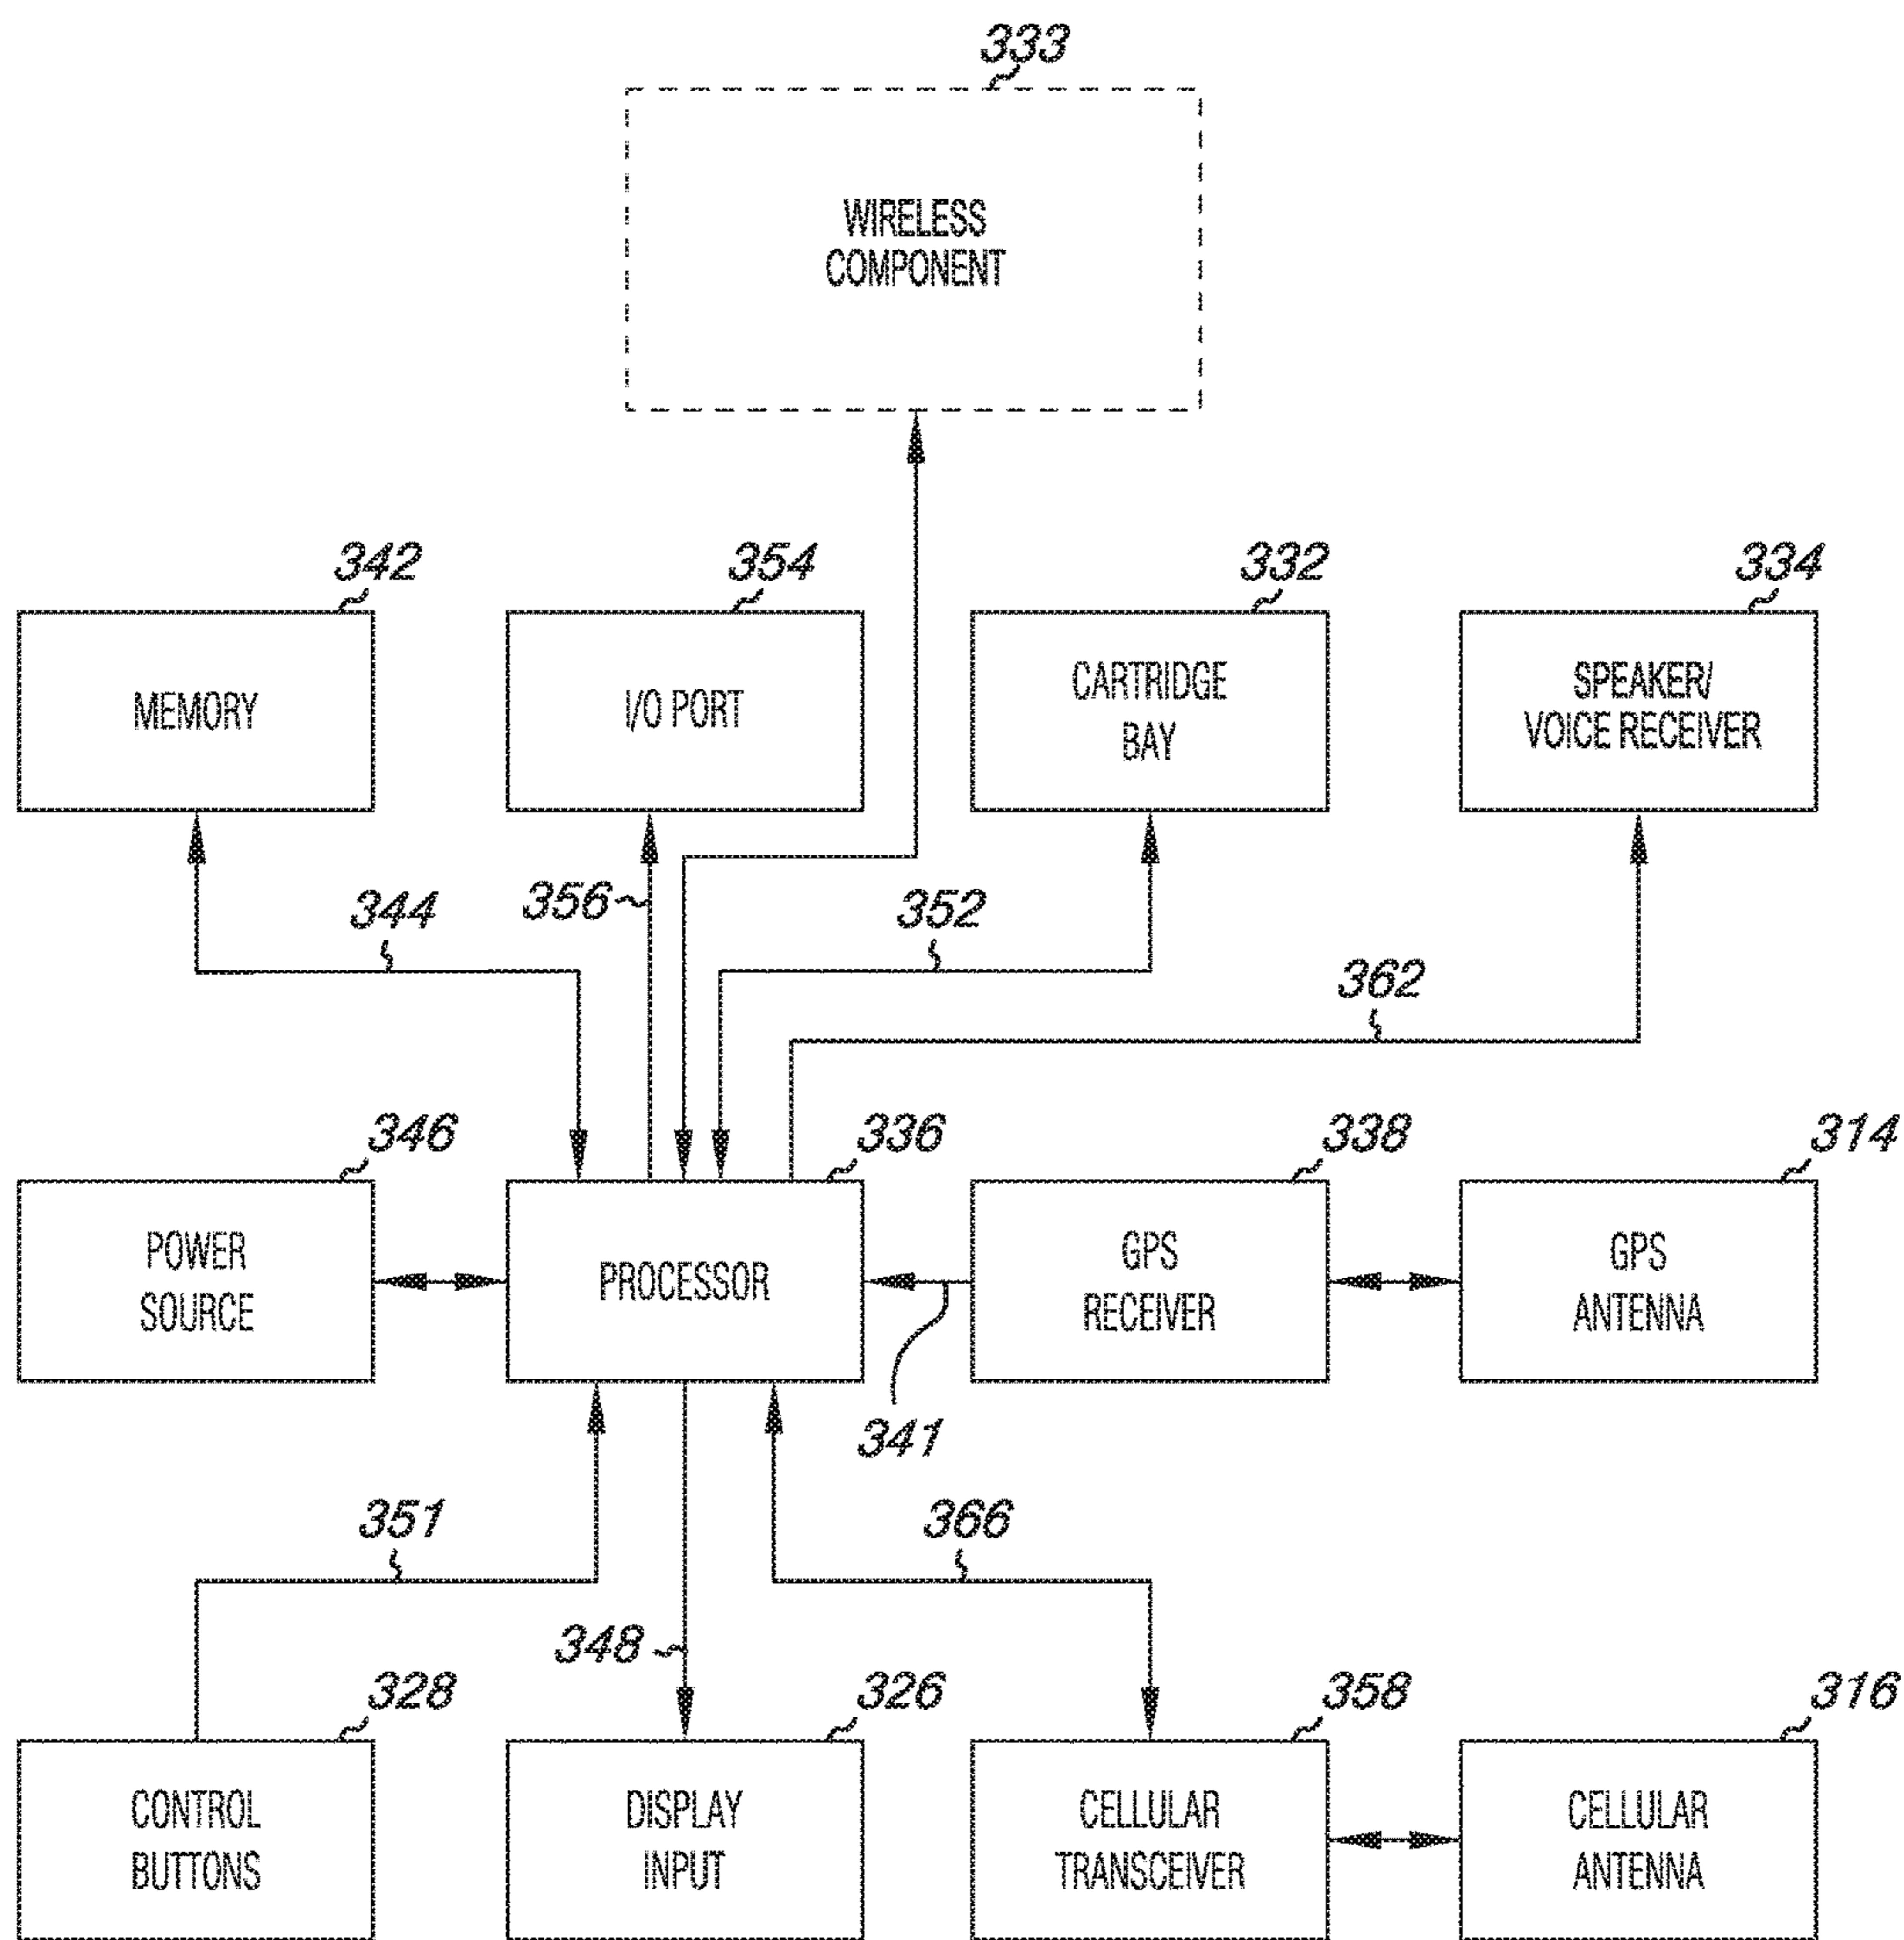 333
WIRELESS
COMPONENT
342
354
332
334
MEMORY
I/O PORT
CARTRIDGE
BAY
SPEAKER/
VOICE RECEIVER
344
356
352
362
346
336
338
314
POWER
SOURCE
PROCESSOR
GPS
RECEIVER
GPS
ANTENNA
341
351
366
348
328
326
358
316
CONTROL
BUTTONS
DISPLAY
INPUT
CELLULAR
TRANSCEIVER
CELLULAR
ANTENNA